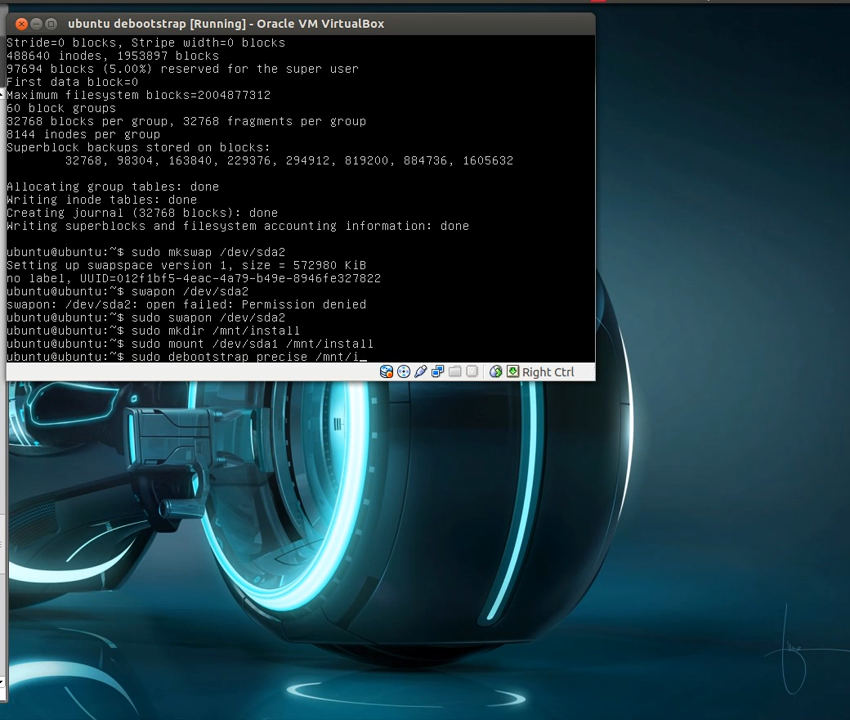 ubuntu debootstrap [Running] - Oracle VM VirtualBox
Stride=0 blocks, Stripe width=0 blocks
488640 inodes, 1953897 blocks
97694 blocks (5.00%) reserved for the super user
First data block=0
Maximum filesystem blocks=2004877312
60 block groups
32768 blocks per group, 32768 fragments per group
8144 inodes per group
Superblock backups stored on blocks:
32768, 98304, 163840, 229376, 294912, 819200, 884736, 1605632
Allocating group tables: done
Writing inode tables: done
Creating journal (32768 blocks): done
Writing superblocks and filesystem accounting information: done
ubuntu@ubuntu:~$ sudo mkswap /dev/sda2
Setting up swapspace version 1, size = 572980 KiB
no label, UUID=012f1bf5-4eac-4a79-b49e-8946fe327822
ubuntu@ubuntu:~$ swapon /dev/sda2
swapon: /dev/sda2: open failed: Permission denied
ubuntu@ubuntu:~$ sudo swapon /dev/sda2
ubuntu@ubuntu:~$ sudo mkdir /mnt/install
ubuntu@ubuntu:~$ sudo mount /dev/sda1 /mnt/install
ubuntu@ubuntu:~$ sudo debootstrap precise /mnt/i_
Right Ctrl